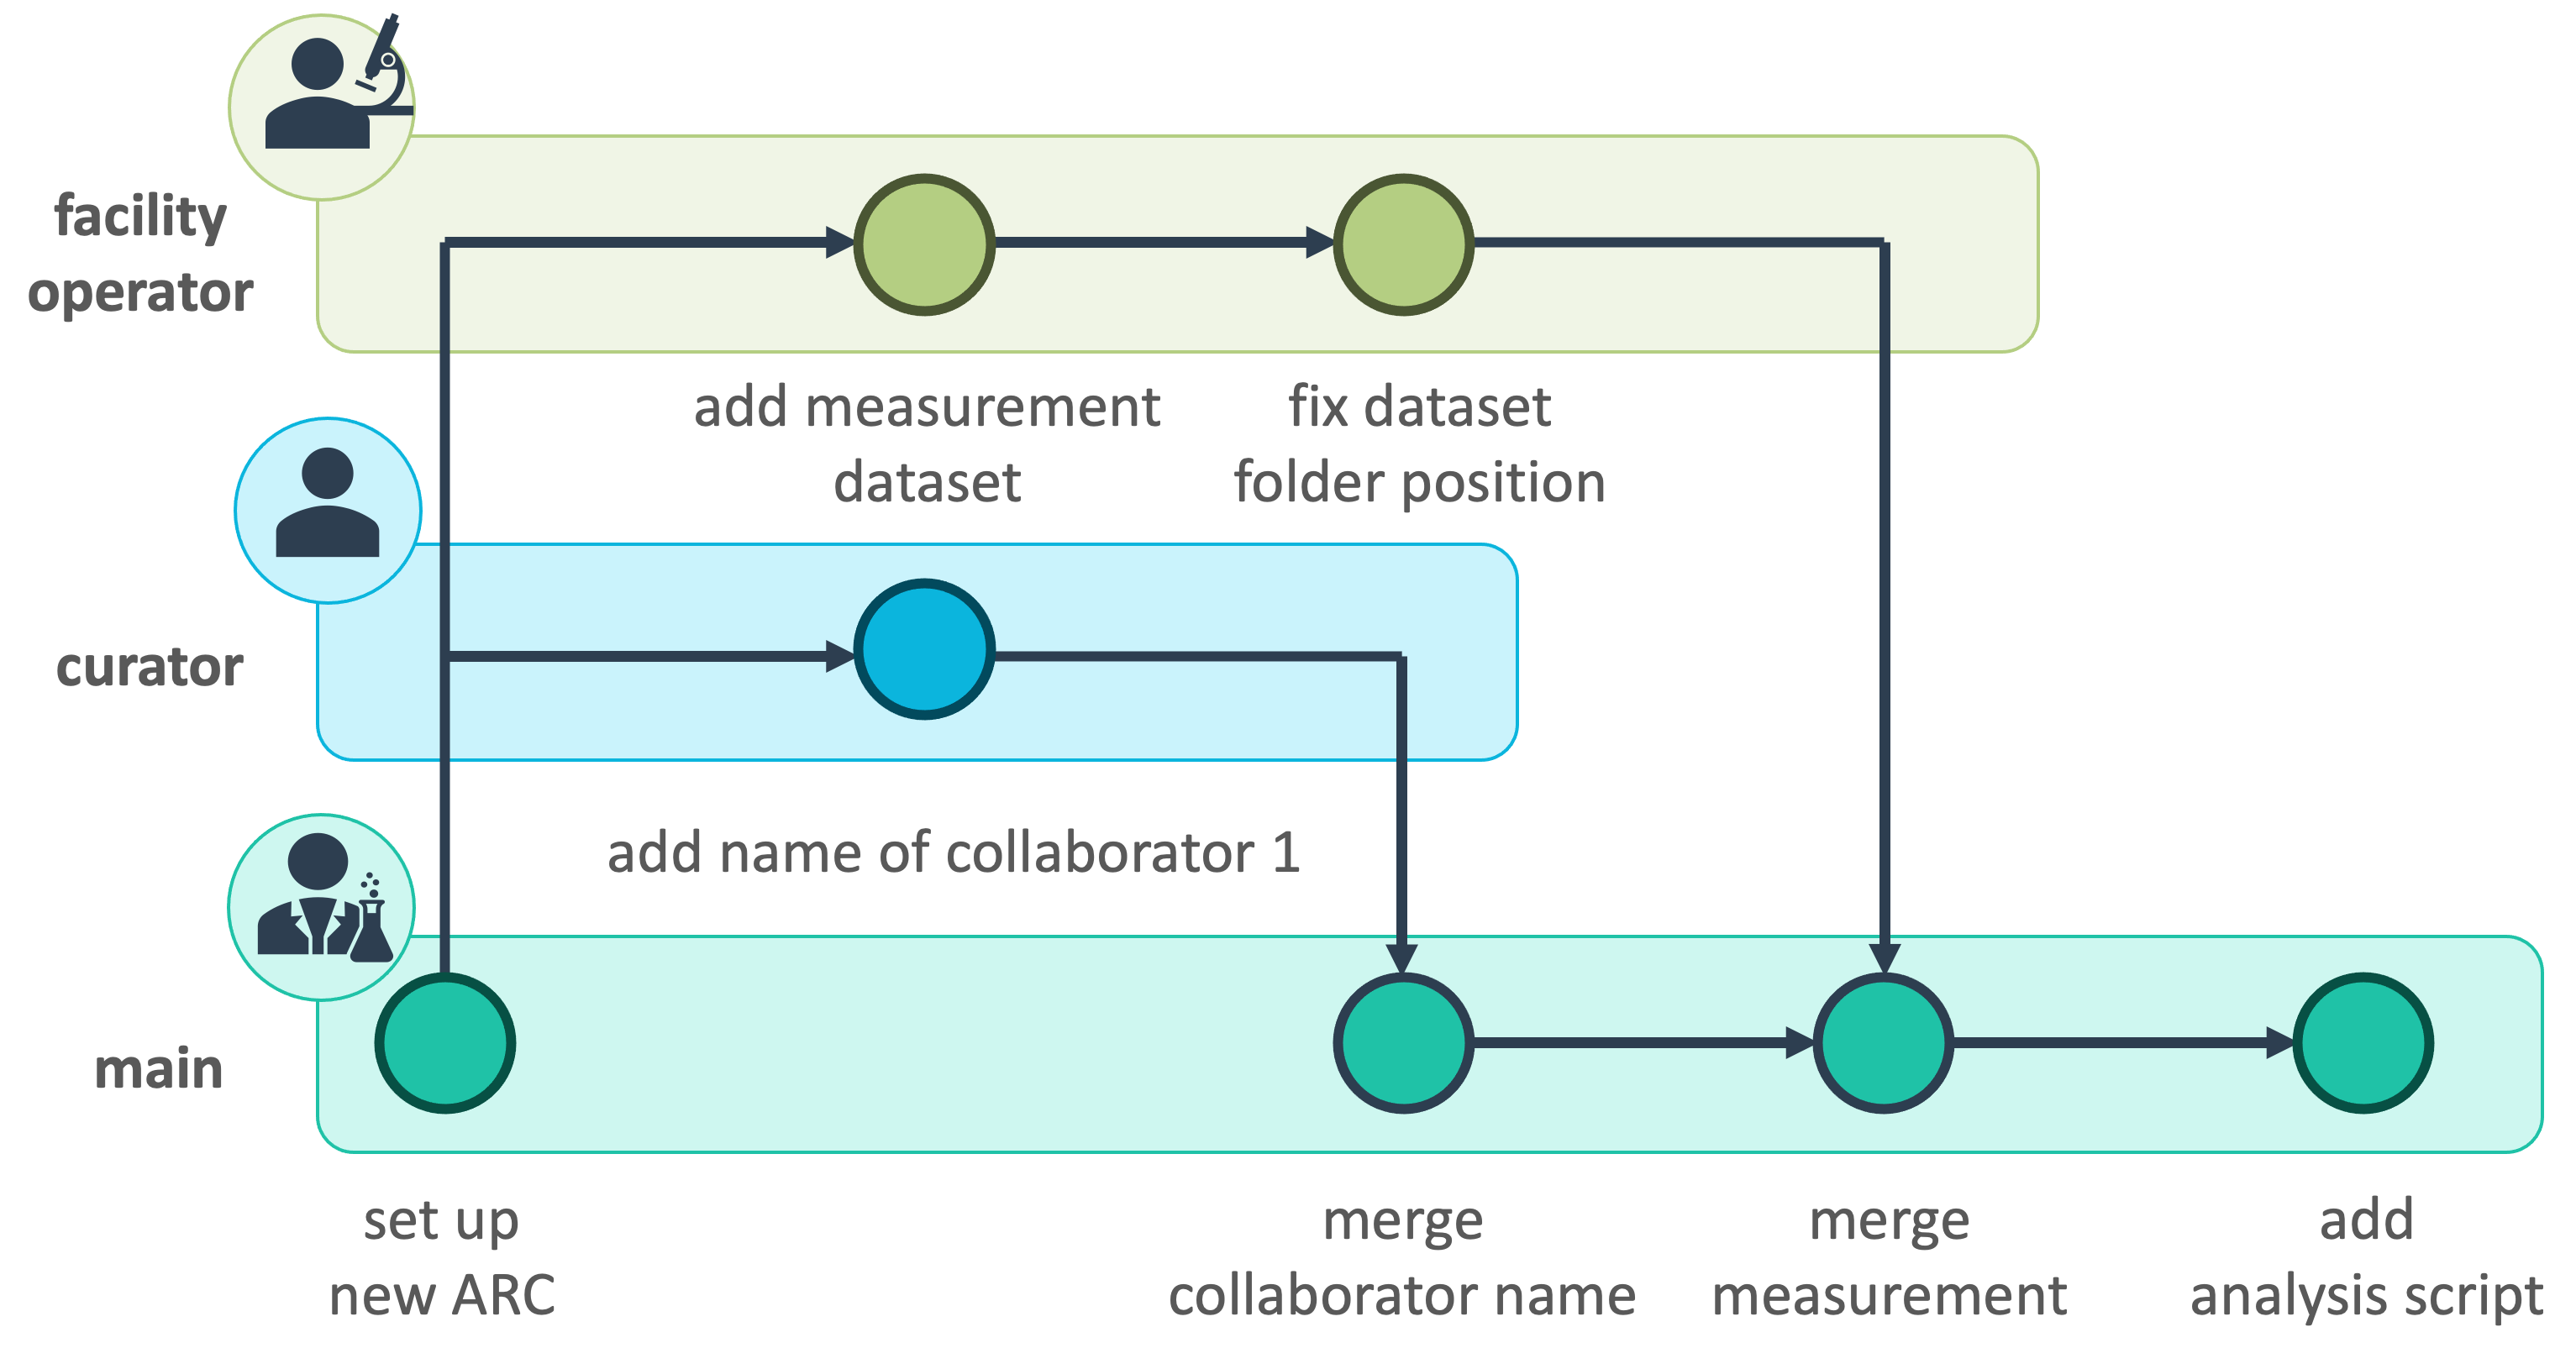 facility
operator
add measurement
dataset
fix dataset
folder position
curator
add name of collaborator 1
main
set up
new ARC
merge
collaborator name
merge
measurement
add
analysis script